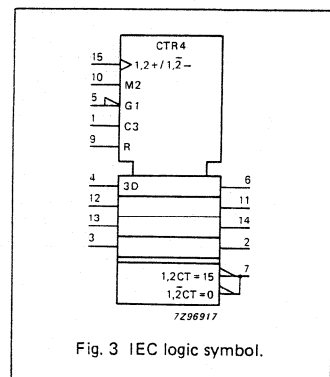 CTR4
15 1,2+/1,2̅−
10 M2
5 G1
1 C3
9 R
4 3D 6
12 11
13 14
3 2
1,2CT=15 7
1,2̅CT=0
7Z96917
Fig. 3 IEC logic symbol.